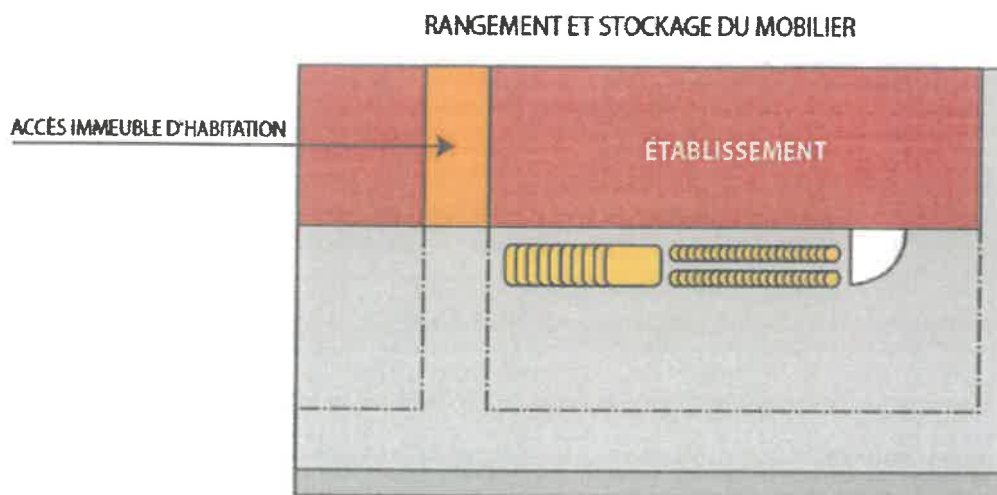 RANGEMENT ET STOCKAGE DU MOBILIER
ACCÈS IMMEUBLE D'HABITATION
ÉTABLISSEMENT